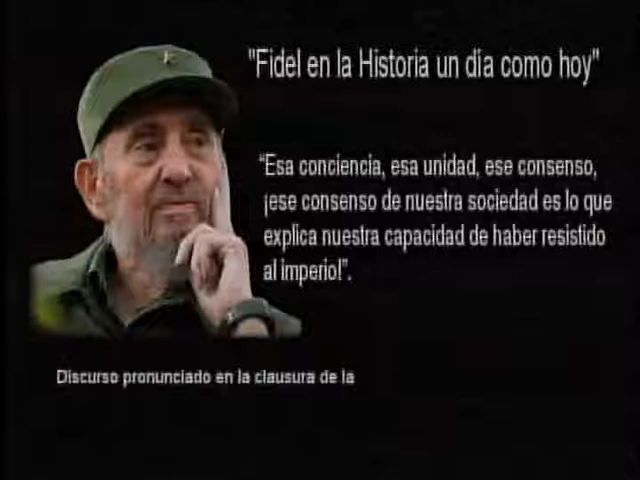 "Fidel en la Historia un dia como hoy"
“Esa conciencia, esa unidad, ese consenso,
¡ese consenso de nuestra sociedad es lo que
explica nuestra capacidad de haber resistido
al imperio!”.
Discurso pronunciado en la clausura de la